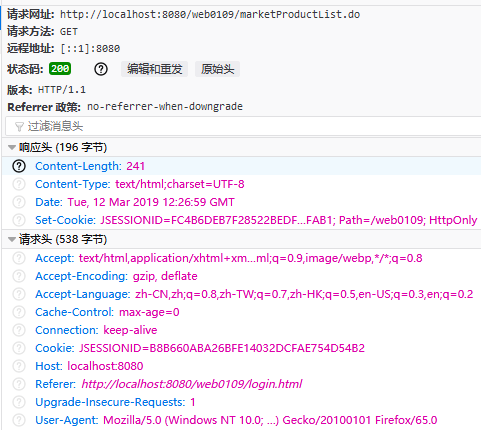 请求网址: http://localhost:8080/web0109/marketProductList.do
请求方法: GET
远程地址: [::1]:8080
状态码: 200 ? 编辑和重发 原始头
版本: HTTP/1.1
Referrer 政策: no-referrer-when-downgrade
过滤消息头
响应头 (196 字节)
? Content-Length: 241
? Content-Type: text/html;charset=UTF-8
? Date: Tue, 12 Mar 2019 12:26:59 GMT
? Set-Cookie: JSESSIONID=FC4B6DEB7F28522BEDF...FAB1; Path=/web0109; HttpOnly
请求头 (538 字节)
? Accept: text/html,application/xhtml+xm...ml;q=0.9,image/webp,*/*;q=0.8
? Accept-Encoding: gzip, deflate
? Accept-Language: zh-CN,zh;q=0.8,zh-TW;q=0.7,zh-HK;q=0.5,en-US;q=0.3,en;q=0.2
? Cache-Control: max-age=0
? Connection: keep-alive
? Cookie: JSESSIONID=B8B660ABA26BFE14032DCFAE754D54B2
? Host: localhost:8080
? Referer: http://localhost:8080/web0109/login.html
? Upgrade-Insecure-Requests: 1
? User-Agent: Mozilla/5.0 (Windows NT 10.0; ...) Gecko/20100101 Firefox/65.0